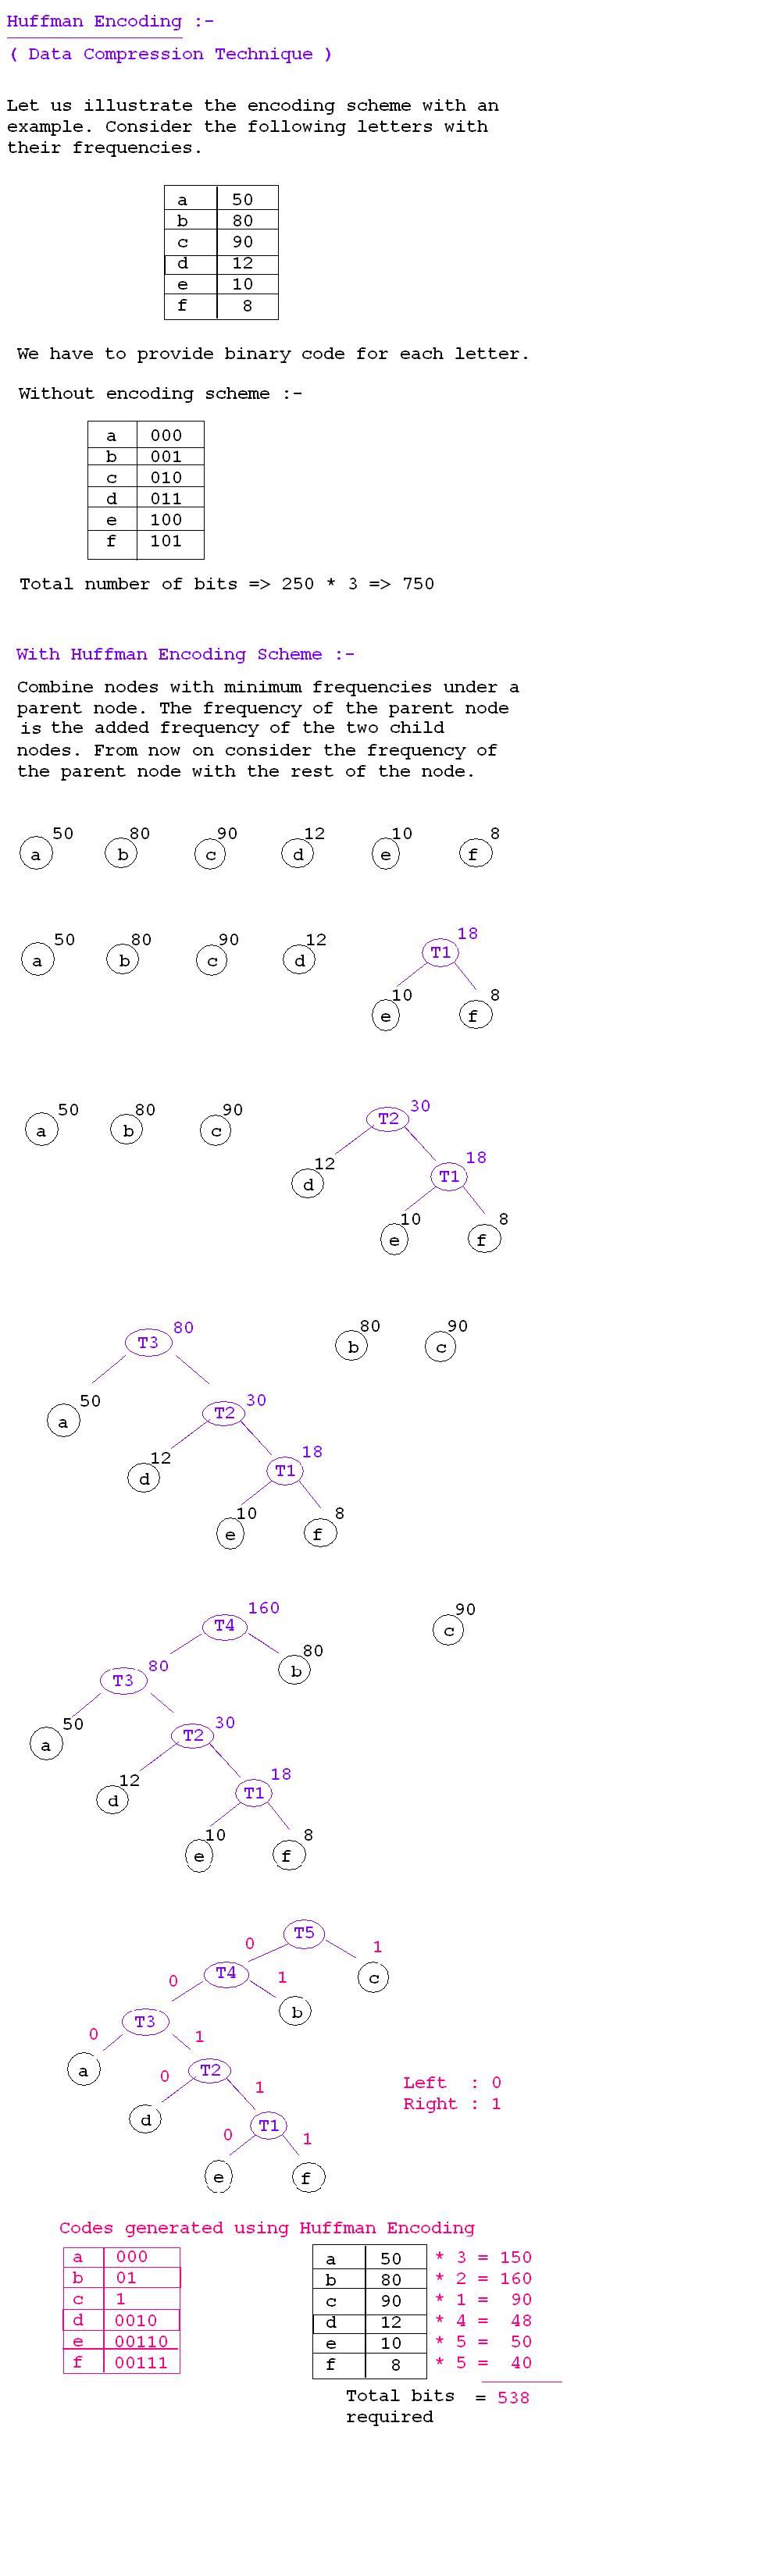 Huffman Encoding :-
( Data Compression Technique )
Let us illustrate the encoding scheme with an
example. Consider the following letters with
their frequencies.
a 50
b 80
c 90
d 12
e 10
f 8
We have to provide binary code for each letter.
Without encoding scheme :-
a 000
b 001
c 010
d 011
e 100
f 101
Total number of bits => 250 * 3 => 750
With Huffman Encoding Scheme :-
Combine nodes with minimum frequencies under a
parent node. The frequency of the parent node
is the added frequency of the two child
nodes. From now on consider the frequency of
the parent node with the rest of the node.
50 80 90 12 10 8
a b c d e f
18
50 80 90 12 T1
a b c d
10 8
e f
30
50 80 90 T2
a b c
12 18
d T1
10 8
e f
80 80 90
T3 b c
50 30
a T2
12 18
d T1
10 8
e f
160 90
T4 c
80 80
T3 b
50 30
a T2
12 18
d T1
10 8
e f
T5
0 1
T4 c
0 1
b
T3
0 1
a T2
0 1
d T1
0 1
e f
Left : 0
Right : 1
Codes generated using Huffman Encoding
a 000
b 01
c 1
d 0010
e 00110
f 00111
a 50 * 3 = 150
b 80 * 2 = 160
c 90 * 1 = 90
d 12 * 4 = 48
e 10 * 5 = 50
f 8 * 5 = 40
Total bits = 538
required